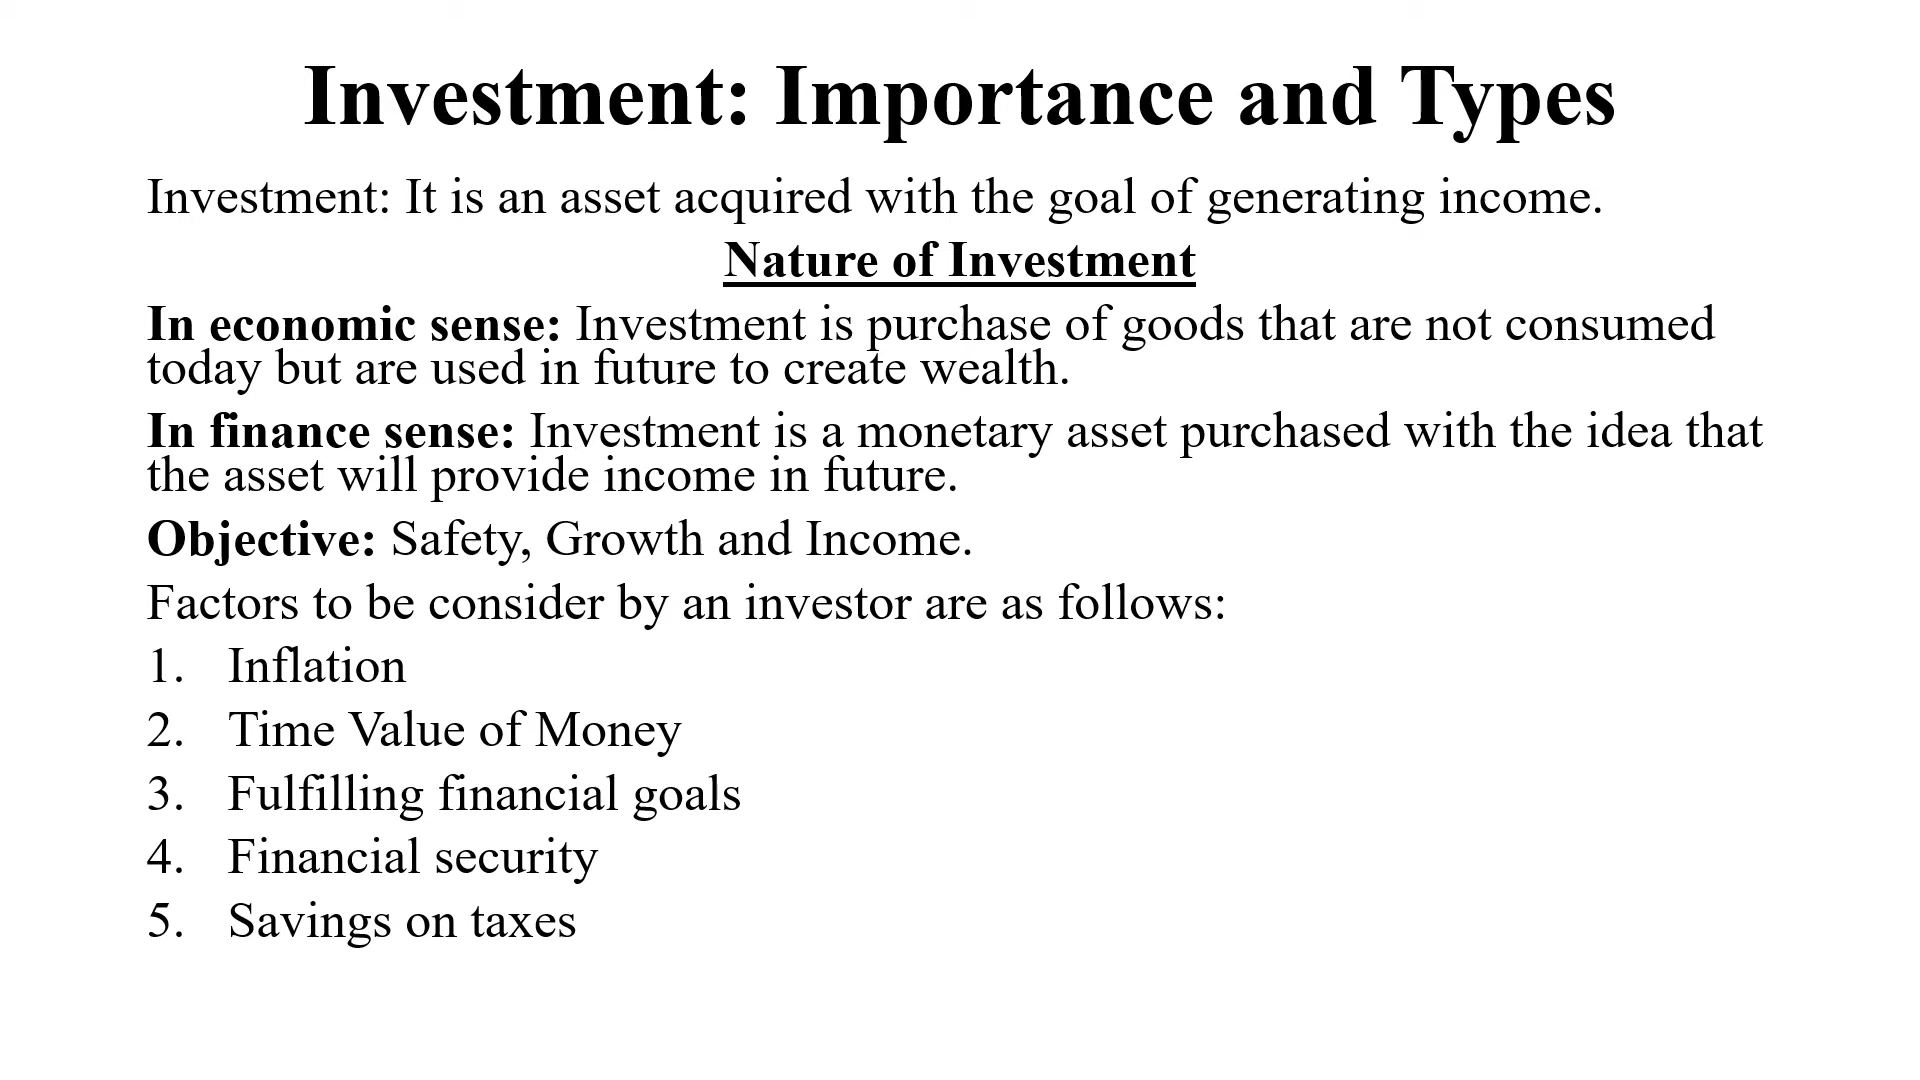 Investment: Importance and Types
Investment: It is an asset acquired with the goal of generating income.
Nature of Investment
In economic sense: Investment is purchase of goods that are not consumed
today but are used in future to create wealth.
In finance sense: Investment is a monetary asset purchased with the idea that
the asset will provide income in future.
Objective: Safety, Growth and Income.
Factors to be consider by an investor are as follows:
1. Inflation
2. Time Value of Money
3. Fulfilling financial goals
4. Financial security
5. Savings on taxes